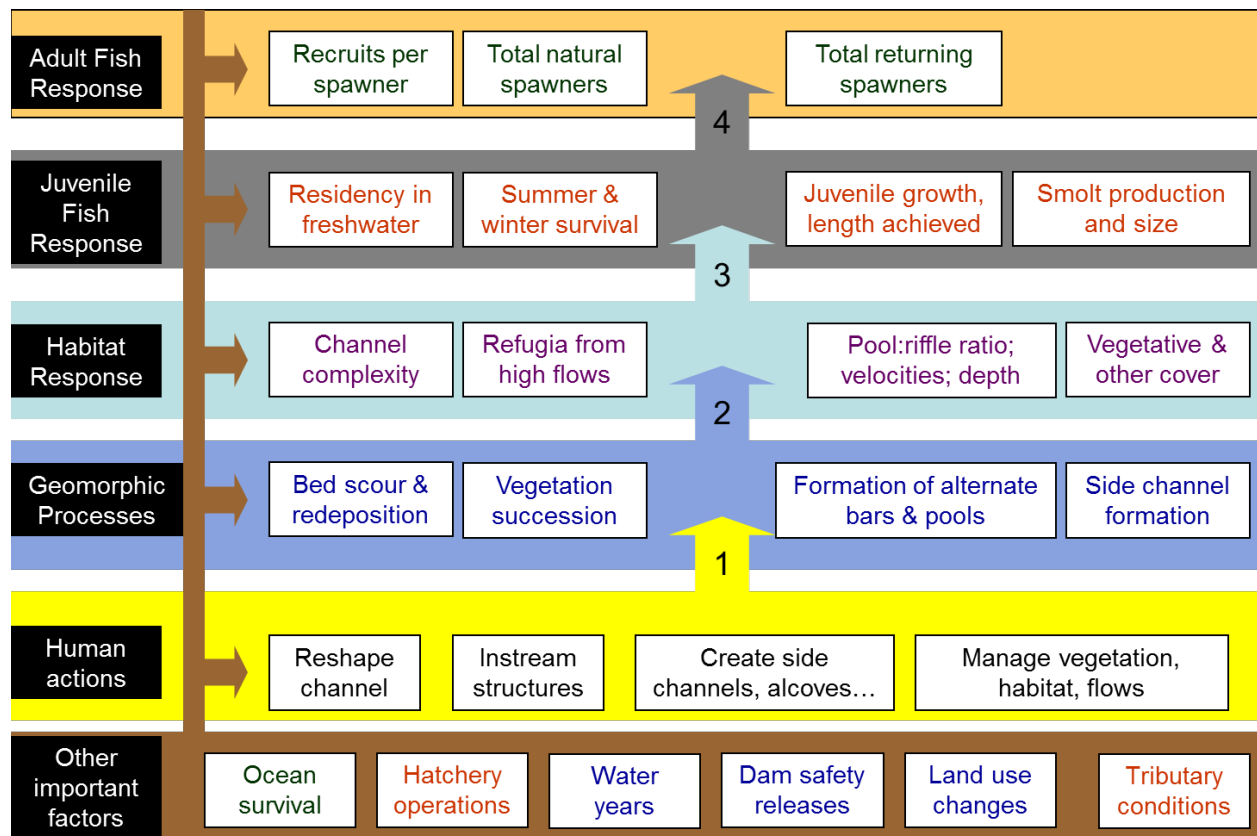 Adult Fish
Response
Recruits per
spawner
Total natural
spawners
Total returning
spawners
4
Juvenile
Fish
Response
Residency in
freshwater
Summer &
winter survival
Juvenile growth,
length achieved
Smolt production
and size
3
Habitat
Response
Channel
complexity
Refugia from
high flows
Pool:riffle ratio;
velocities; depth
Vegetative &
other cover
2
Geomorphic
Processes
Bed scour &
redeposition
Vegetation
succession
Formation of alternate
bars & pools
Side channel
formation
1
Human
actions
Reshape
channel
Instream
structures
Create side
channels, alcoves…
Manage vegetation,
habitat, flows
Other
important
factors
Ocean
survival
Hatchery
operations
Water
years
Dam safety
releases
Land use
changes
Tributary
conditions